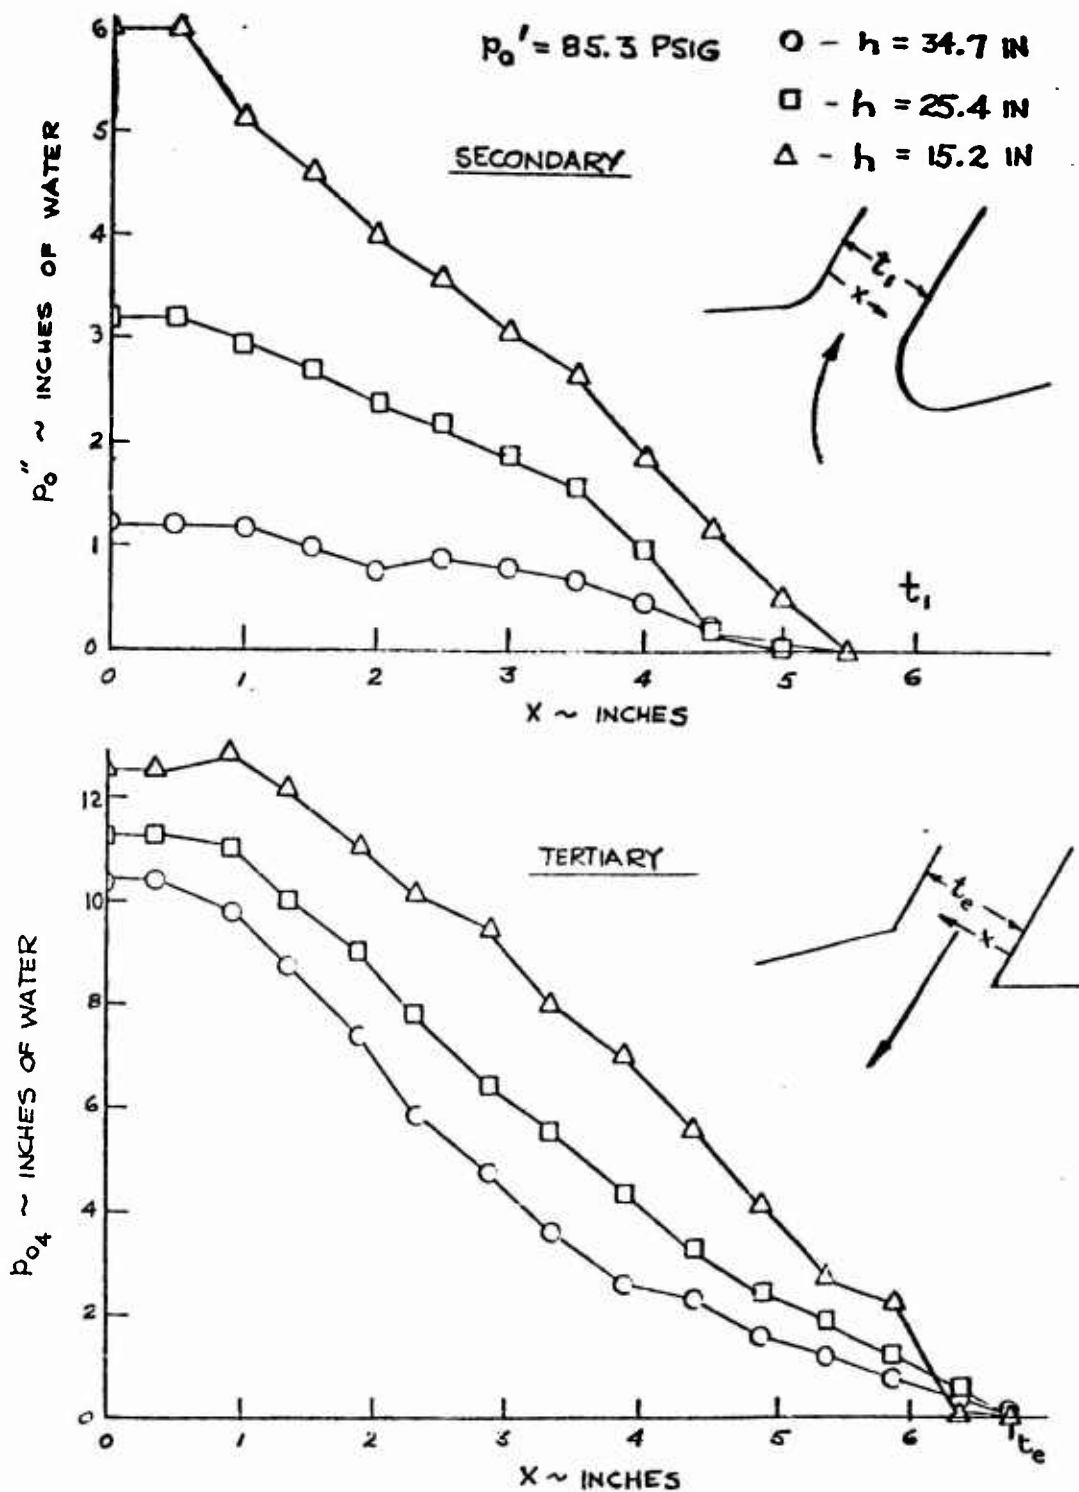 p₀' = 85.3 PSIG
○ - h = 34.7 IN
□ - h = 25.4 IN
△ - h = 15.2 IN
SECONDARY
p₀" ~ INCHES OF WATER
6
5
4
3
2
1
0
t₁
x
t₁
0 1 2 3 4 5 6
X ~ INCHES
TERTIARY
p₀₄ ~ INCHES OF WATER
12
10
8
6
4
2
0
tₑ
x
0 1 2 3 4 5 6 tₑ
X ~ INCHES